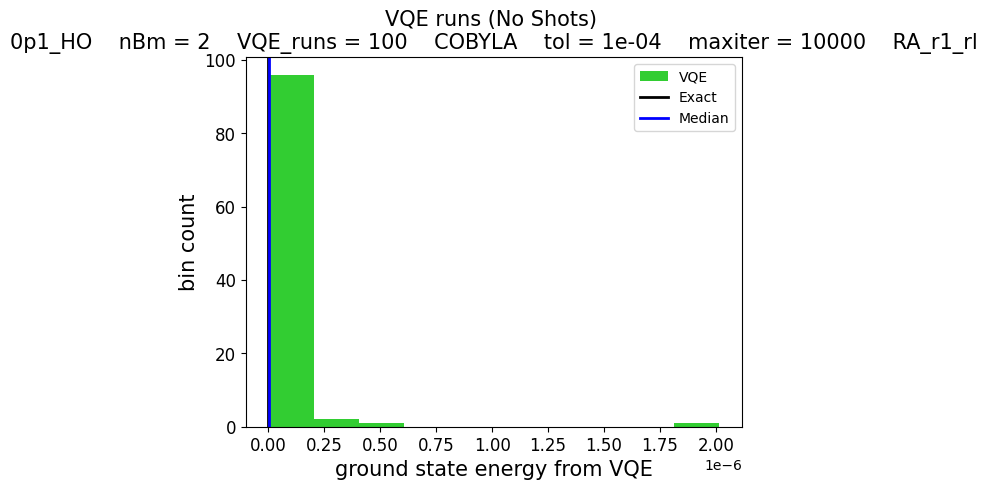 VQE runs (No Shots)
0p1_HO    nBm = 2    VQE_runs = 100    COBYLA    tol = 1e-04    maxiter = 10000    RA_r1_rl
100
80
60
40
20
0
bin count
VQE
Exact
Median
0.00 0.25 0.50 0.75 1.00 1.25 1.50 1.75 2.00
1e-6
ground state energy from VQE